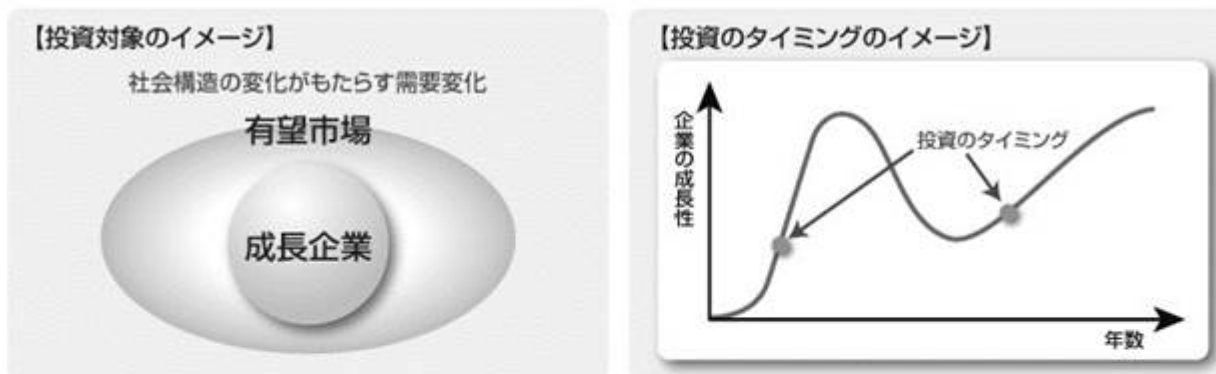 【投資対象のイメージ】
社会構造の変化がもたらす需要変化
有望市場
成長企業
【投資のタイミングのイメージ】
企業の成長性
投資のタイミング
年数